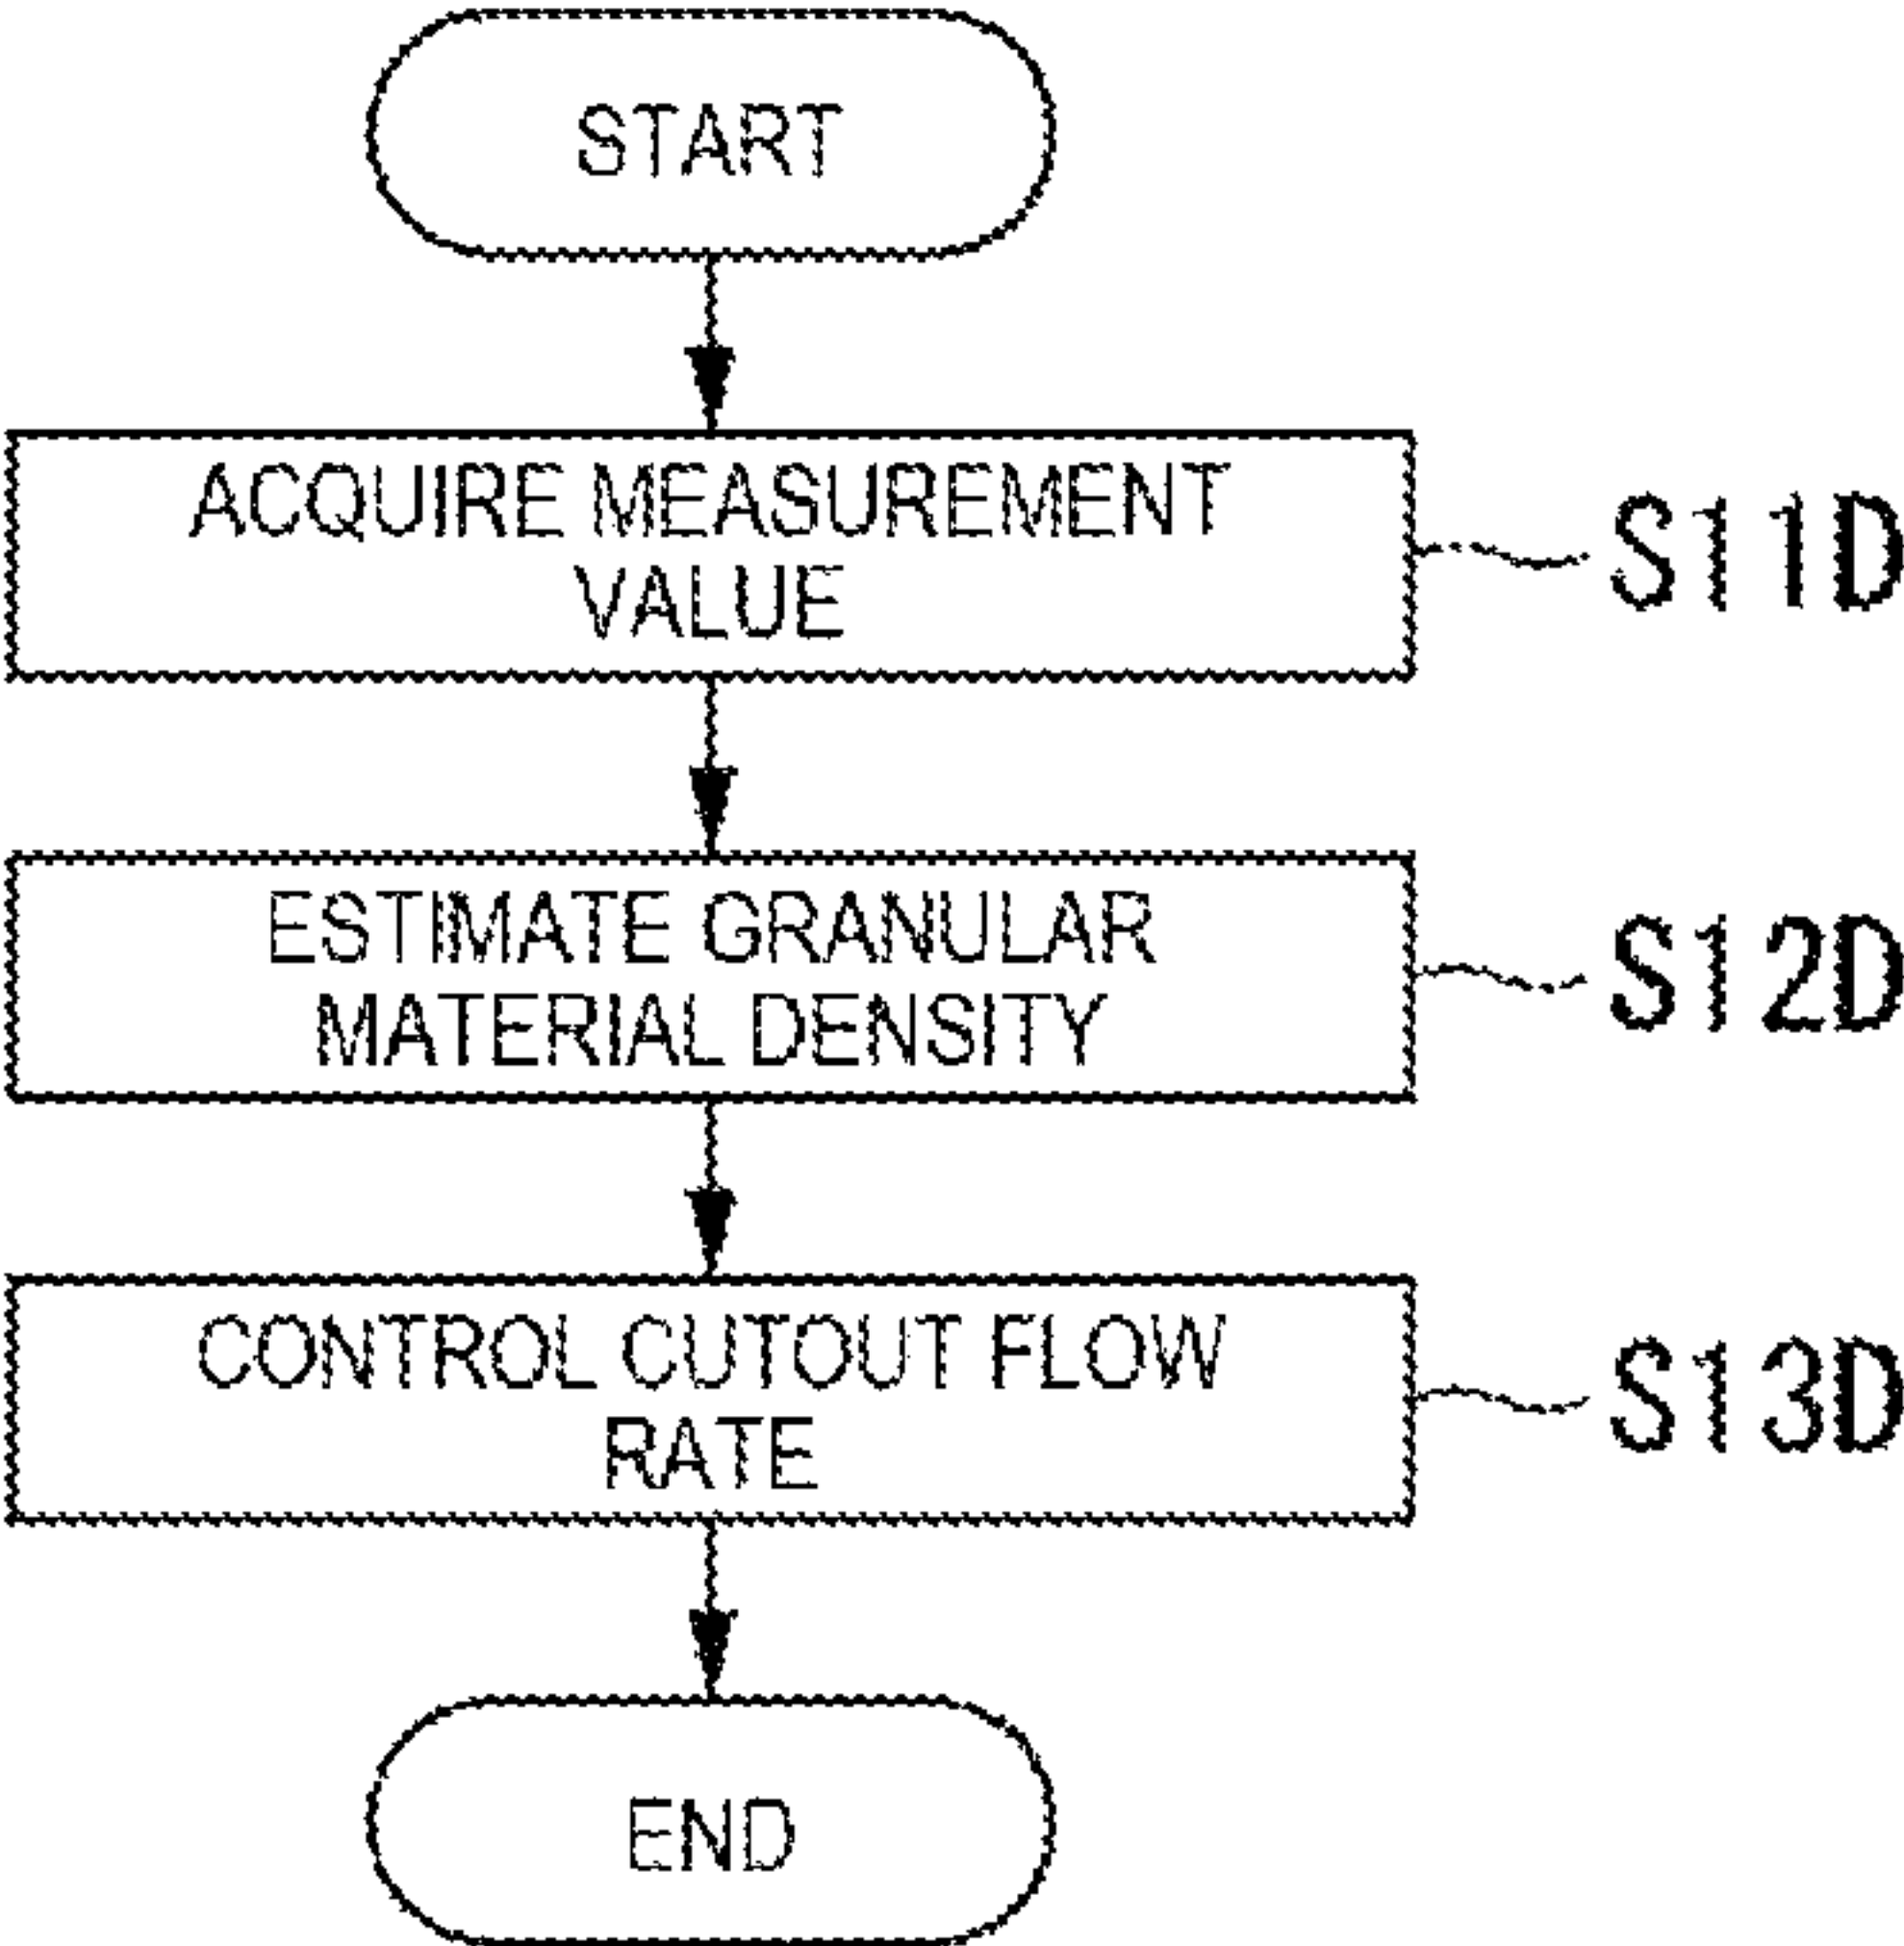 START
ACQUIRE MEASUREMENT
VALUE
S11D
ESTIMATE GRANULAR
MATERIAL DENSITY
S12D
CONTROL CUTOUT FLOW
RATE
S13D
END